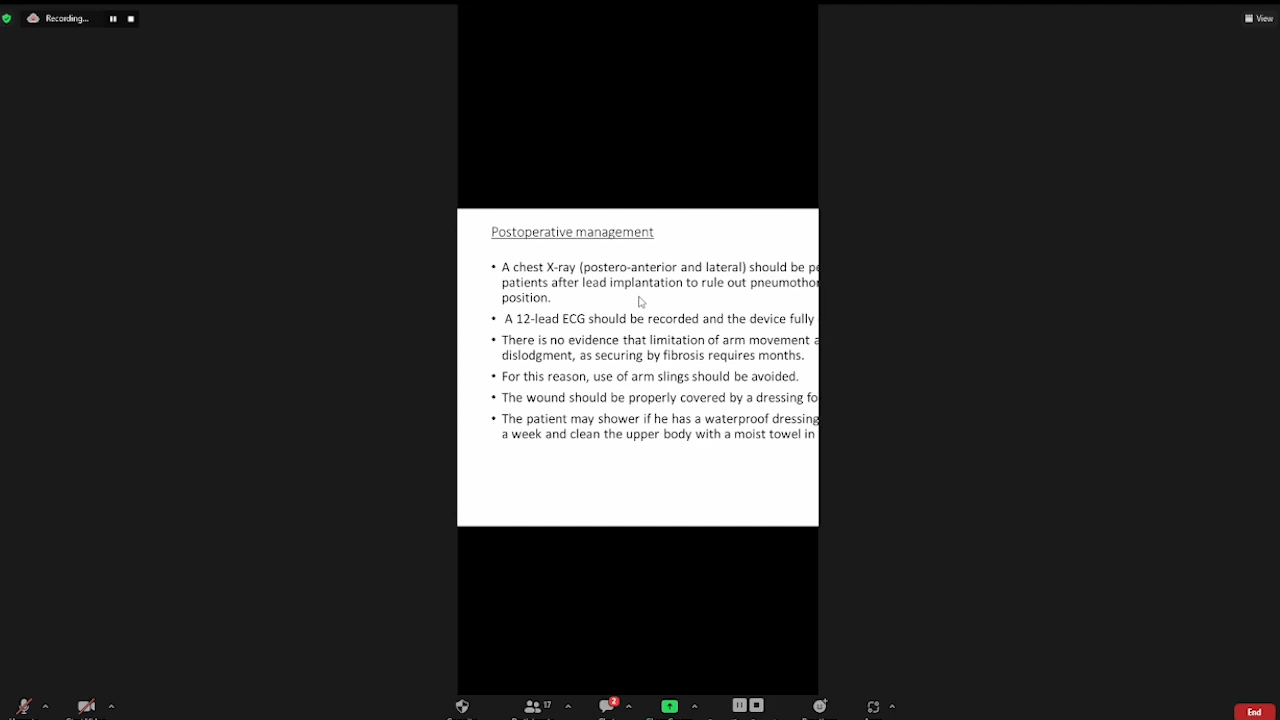 Recording...
View
Postoperative management
• A chest X-ray (postero-anterior and lateral) should be pe
patients after lead implantation to rule out pneumothor
position.
• A 12-lead ECG should be recorded and the device fully
• There is no evidence that limitation of arm movement a
dislodgment, as securing by fibrosis requires months.
• For this reason, use of arm slings should be avoided.
• The wound should be properly covered by a dressing fo
• The patient may shower if he has a waterproof dressing
a week and clean the upper body with a moist towel in
17
2
End